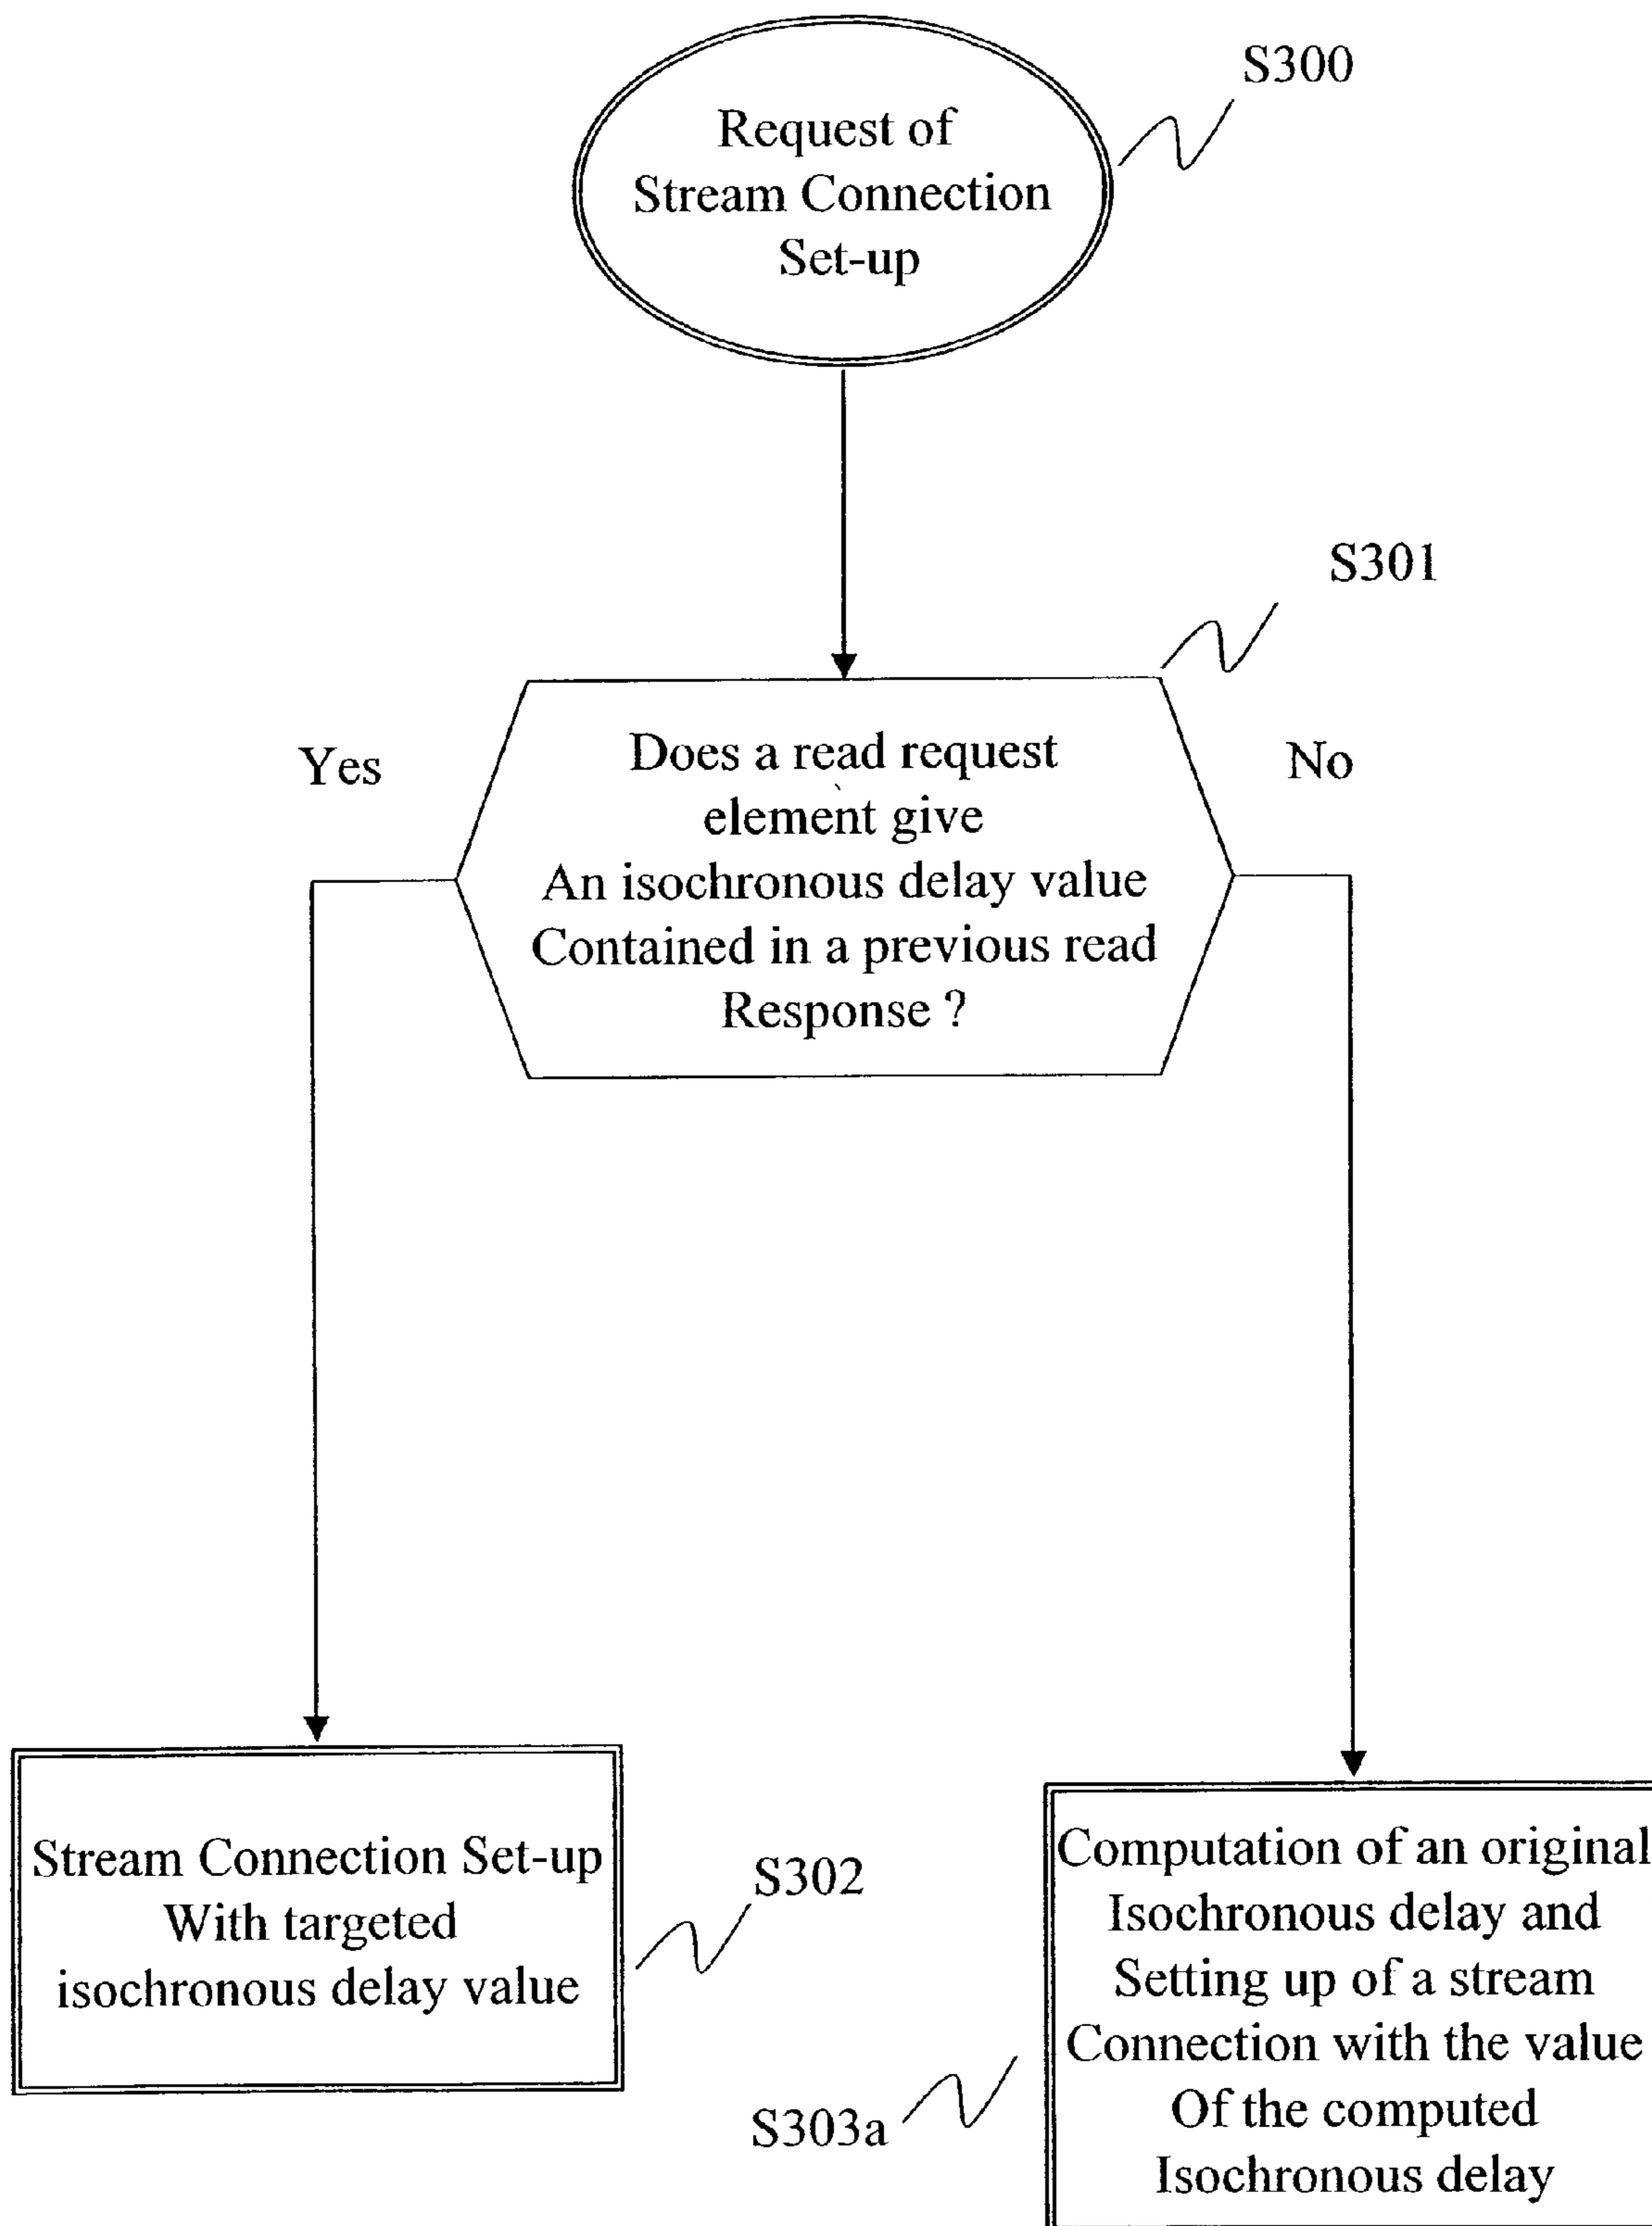 Request of
Stream Connection
Set-up
S300
S301
Yes
No
Does a read request
element give
An isochronous delay value
Contained in a previous read
Response ?
Stream Connection Set-up
With targeted
isochronous delay value
S302
Computation of an original
Isochronous delay and
Setting up of a stream
Connection with the value
Of the computed
Isochronous delay
S303a